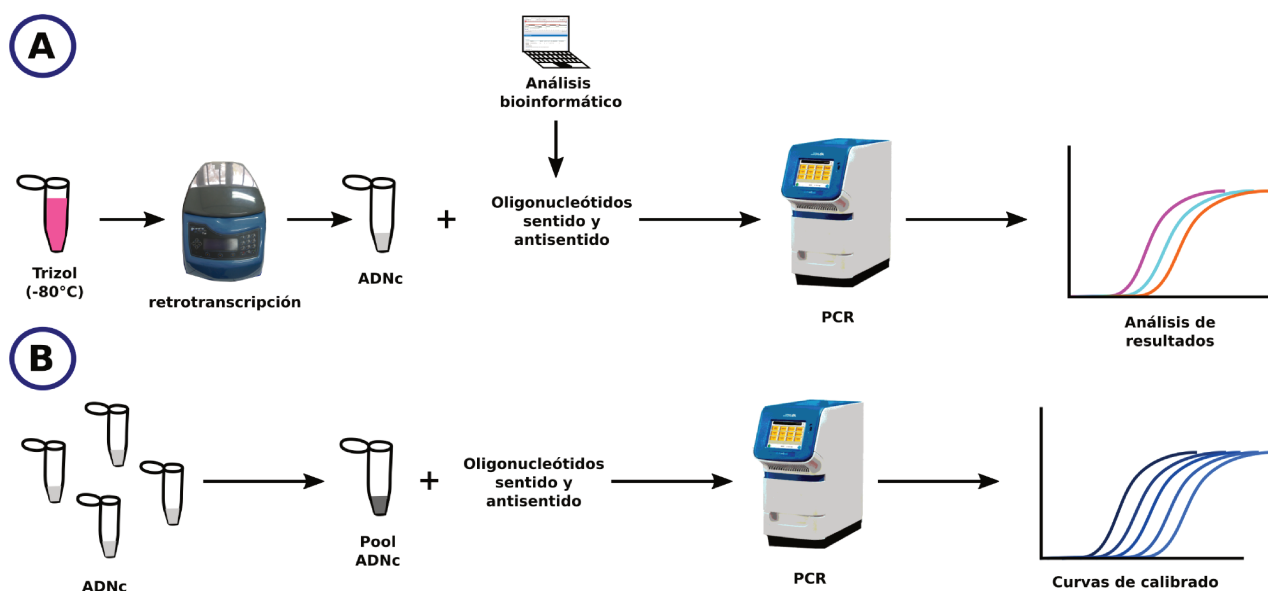 A
Análisis
bioinformático
Trizol
(-80°C)
retrotranscripción
ADNc
+
Oligonucleótidos
sentido y
antisentido
PCR
Análisis de
resultados
B
ADNc
Pool
ADNc
+
Oligonucleótidos
sentido y
antisentido
PCR
Curvas de calibrado